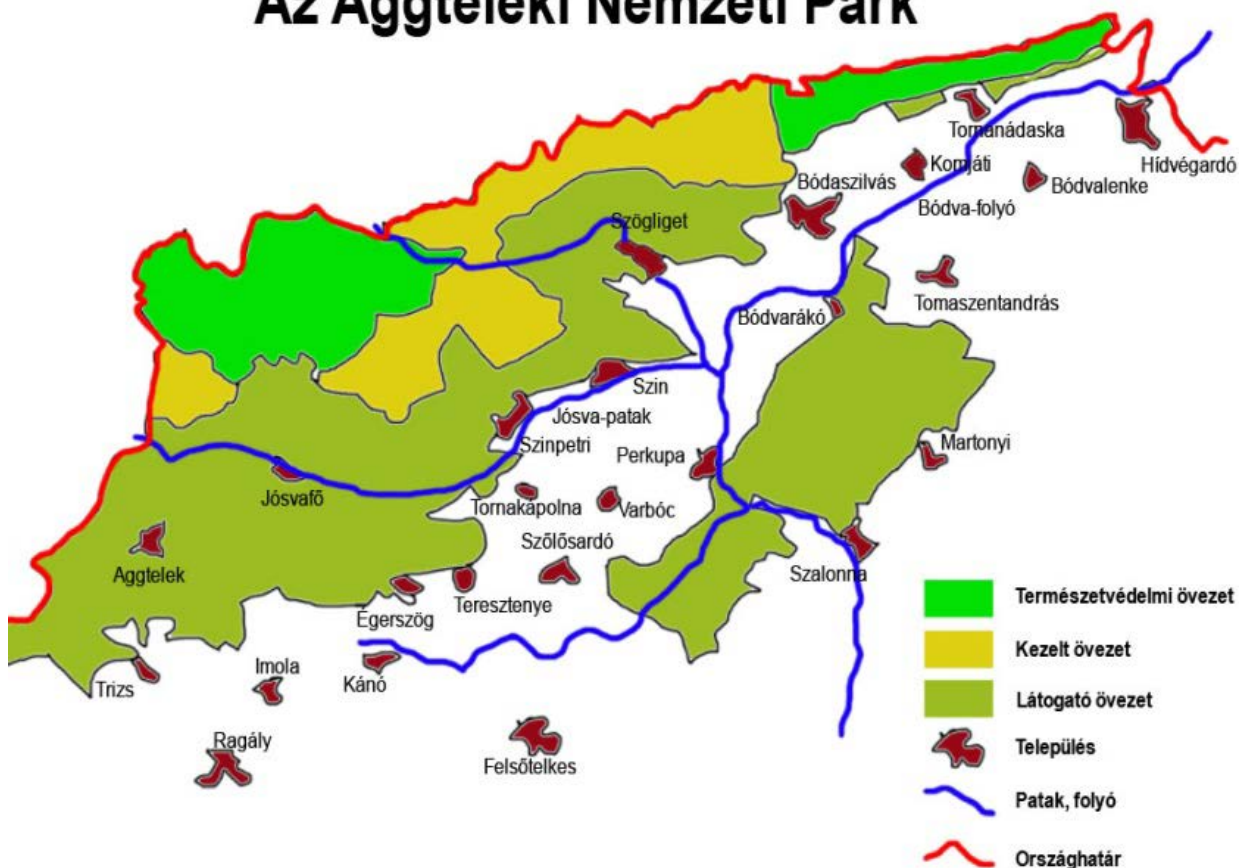 Az Aggteleki Nemzeti Park
Tornanádaska
Hídvégardó
Komjáti
Bódvalenke
Bódaszilvás
Bódva-folyó
Szögliget
Tomaszentandrás
Bódvarákó
Szin
Jósva-patak
Szinpetri
Martonyi
Perkupa
Jósvafő
Tornakápolna
Varbóc
Szőlősardó
Aggtelek
Szalonna
Égerszög
Teresztenye
Imola
Kánó
Trizs
Ragály
Felsőtelkes
Természetvédelmi övezet
Kezelt övezet
Látogató övezet
Település
Patak, folyó
Országhatár